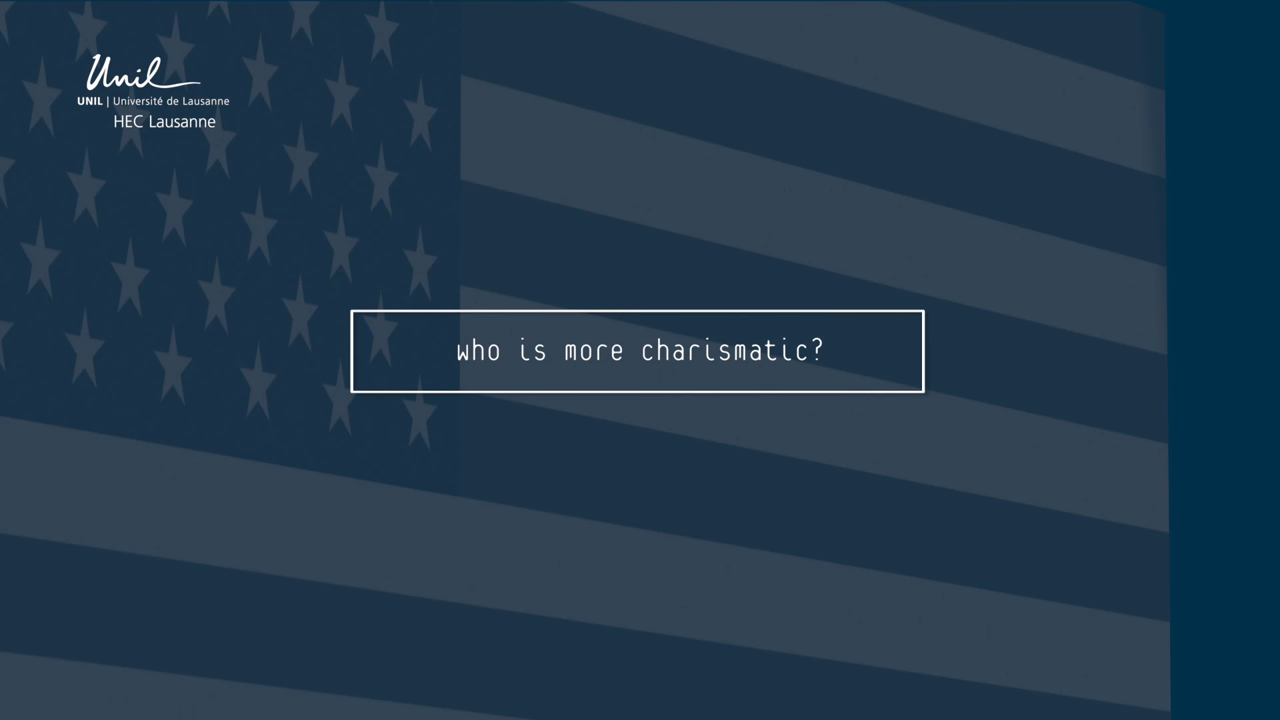 Unil
UNIL | Université de Lausanne
HEC Lausanne
who is more charismatic?